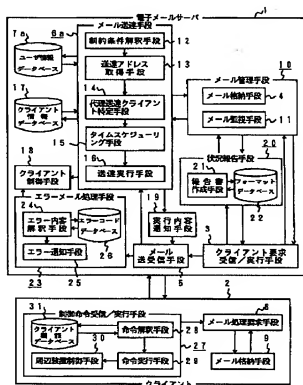 電子メールサーバ
1
7a
6a
メール送達手段
ユーザ情報
データベース
制約条件解釈手段
12
送達アドレス
取得手段
13
17
14
代理送達クライアント
特定手段
クライアント
情報
データベース
タイムスケジューリング手段
15
16
送達実行手段
18
クライアント
制御手段
メール管理手段
10
メール格納手段
4
メール監視手段
11
状況報告手段
20
21
報告書
作成手段
フォーマット
データベース
22
19
エラーメール処理手段
24
エラー内容
解釈手段
エラーコード
データベース
エラー通知手段
23
25
26
実行内容
通知手段
メール
送受信手段
5
3
クライアント要求
受信/実行手段
2
31
制御命令受信/実行手段
8
クライアント
データベース
命令解釈手段
28
メール処理要求手段
30
27
9
周辺装置制御手段
命令実行手段
29
メール格納手段
クライアント